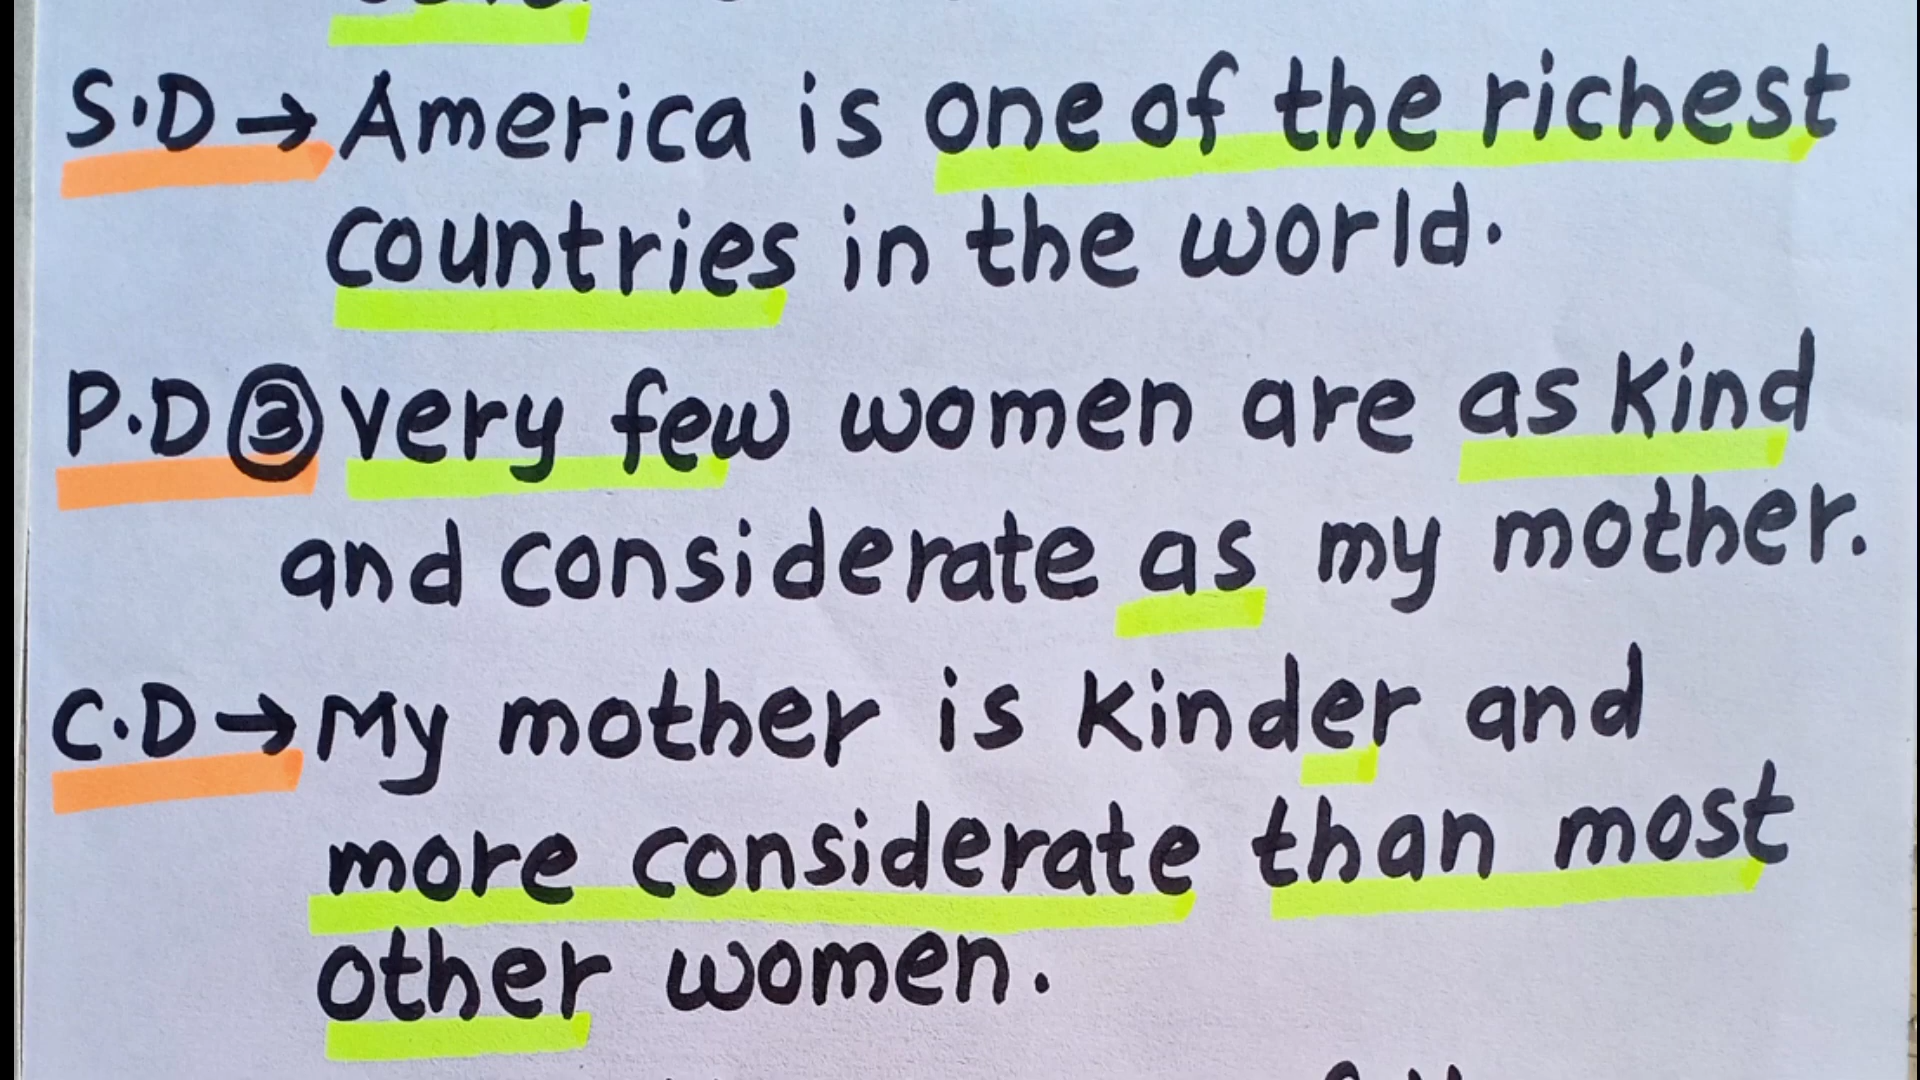 S.D → America is one of the richest
countries in the world.
P.D ③ very few women are as kind
and considerate as my mother.
C.D → My mother is kinder and
more considerate than most
other women.